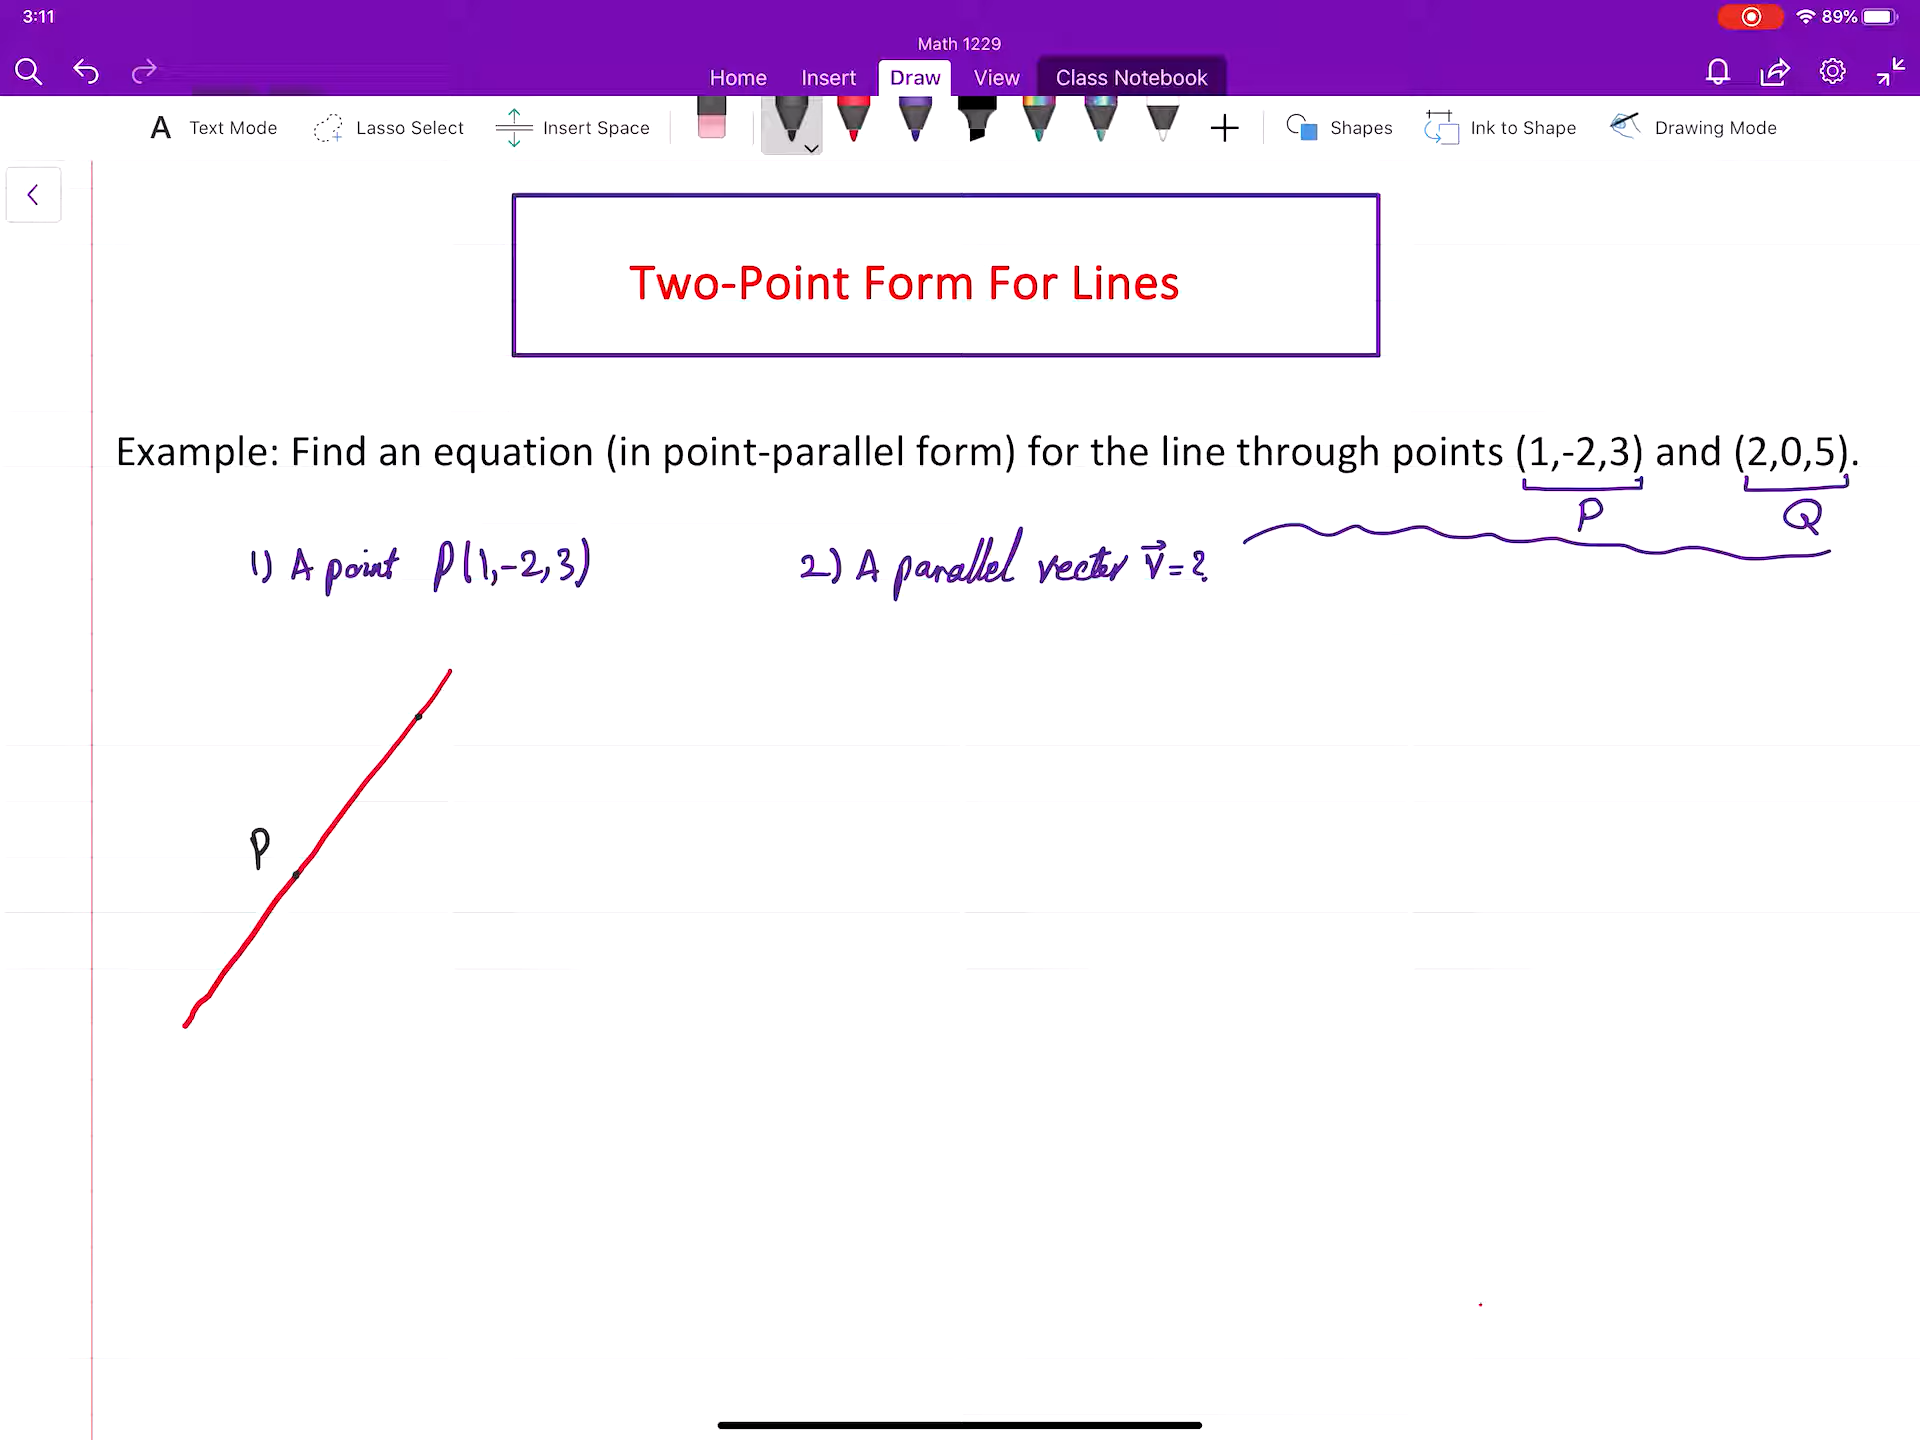 3:11
89%
Math 1229
Home Insert Draw View Class Notebook
A Text Mode Lasso Select Insert Space Shapes Ink to Shape Drawing Mode
Two-Point Form For Lines
Example: Find an equation (in point-parallel form) for the line through points (1,-2,3) and (2,0,5).
P Q
1) A point P(1,-2,3) 2) A parallel vector v⃗=?
P